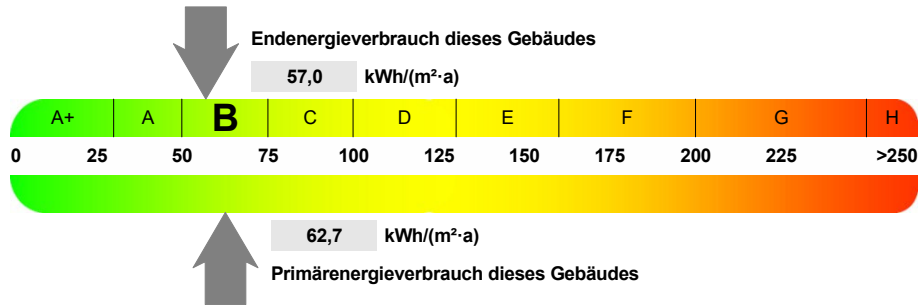 Endenergieverbrauch dieses Gebäudes
57,0 kWh/(m²·a)
A+ A B C D E F G H
0 25 50 75 100 125 150 175 200 225 >250
62,7 kWh/(m²·a)
Primärenergieverbrauch dieses Gebäudes